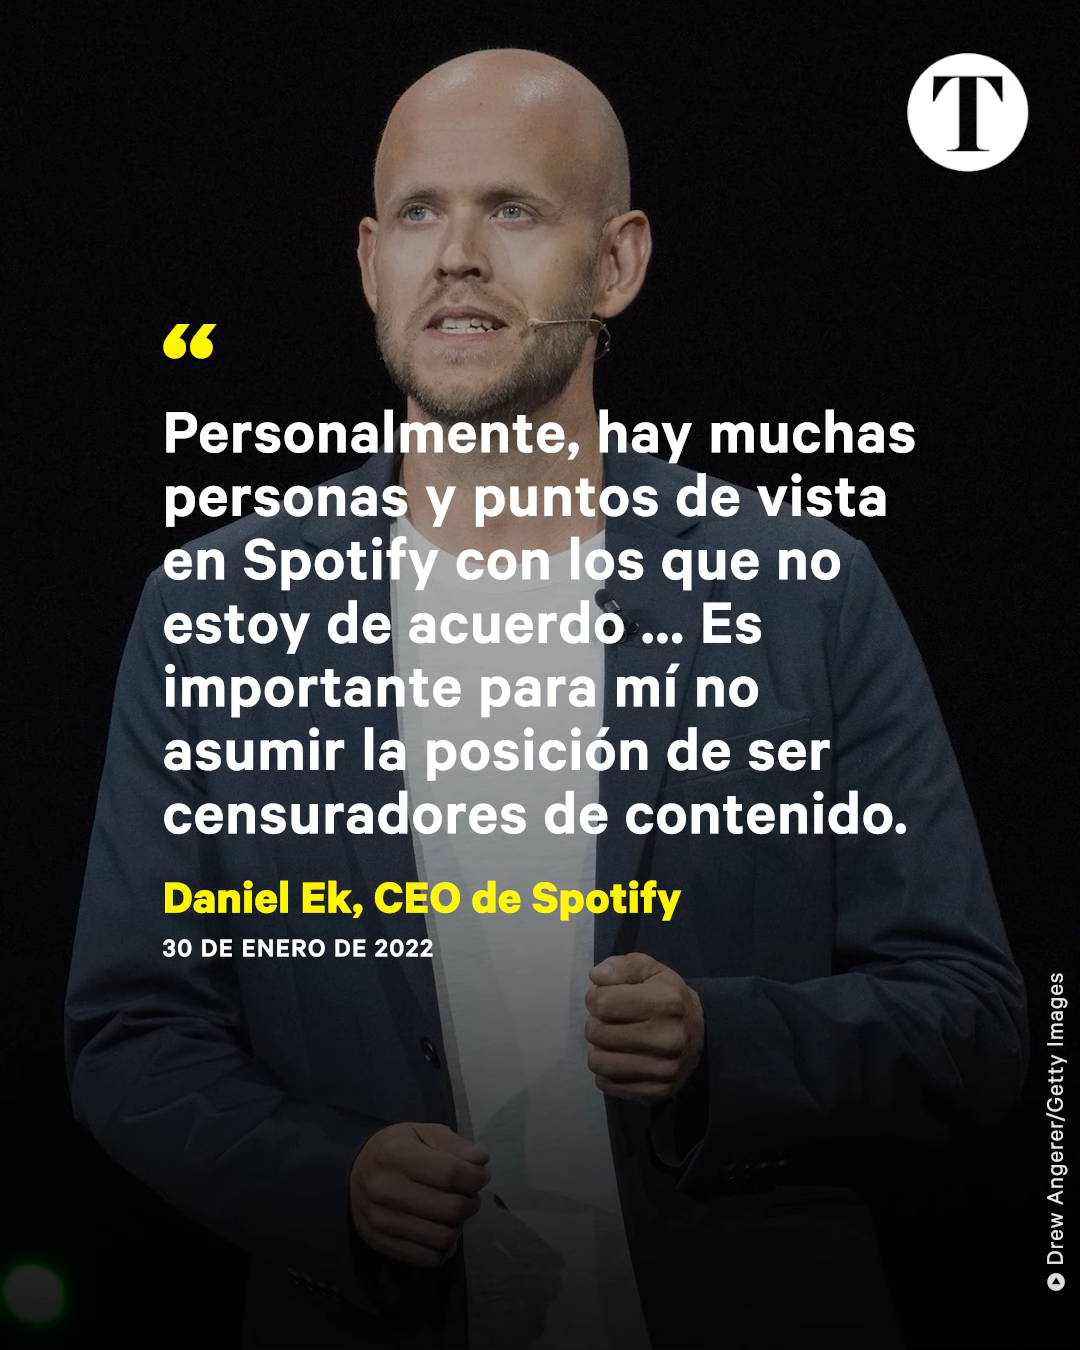 T
“
Personalmente, hay muchas
personas y puntos de vista
en Spotify con los que no
estoy de acuerdo ... Es
importante para mí no
asumir la posición de ser
censuradores de contenido.
Daniel Ek, CEO de Spotify
30 DE ENERO DE 2022
Drew Angerer/Getty Images